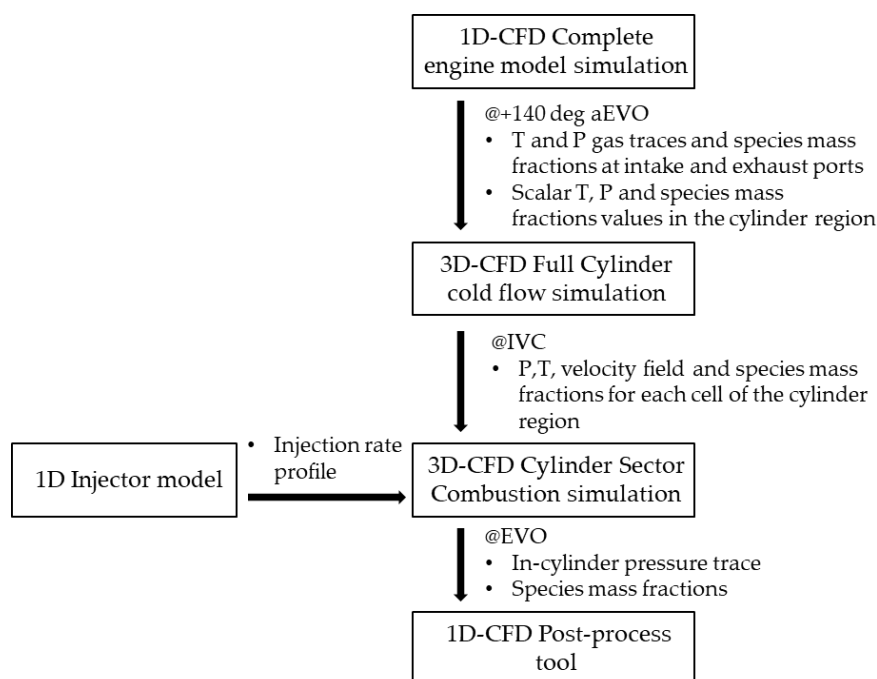 1D-CFD Complete
engine model simulation
@+140 deg aEVO
• T and P gas traces and species mass
fractions at intake and exhaust ports
• Scalar T, P and species mass
fractions values in the cylinder region
3D-CFD Full Cylinder
cold flow simulation
@IVC
• P,T, velocity field and species mass
fractions for each cell of the cylinder
region
1D Injector model
• Injection rate
profile
3D-CFD Cylinder Sector
Combustion simulation
@EVO
• In-cylinder pressure trace
• Species mass fractions
1D-CFD Post-process
tool